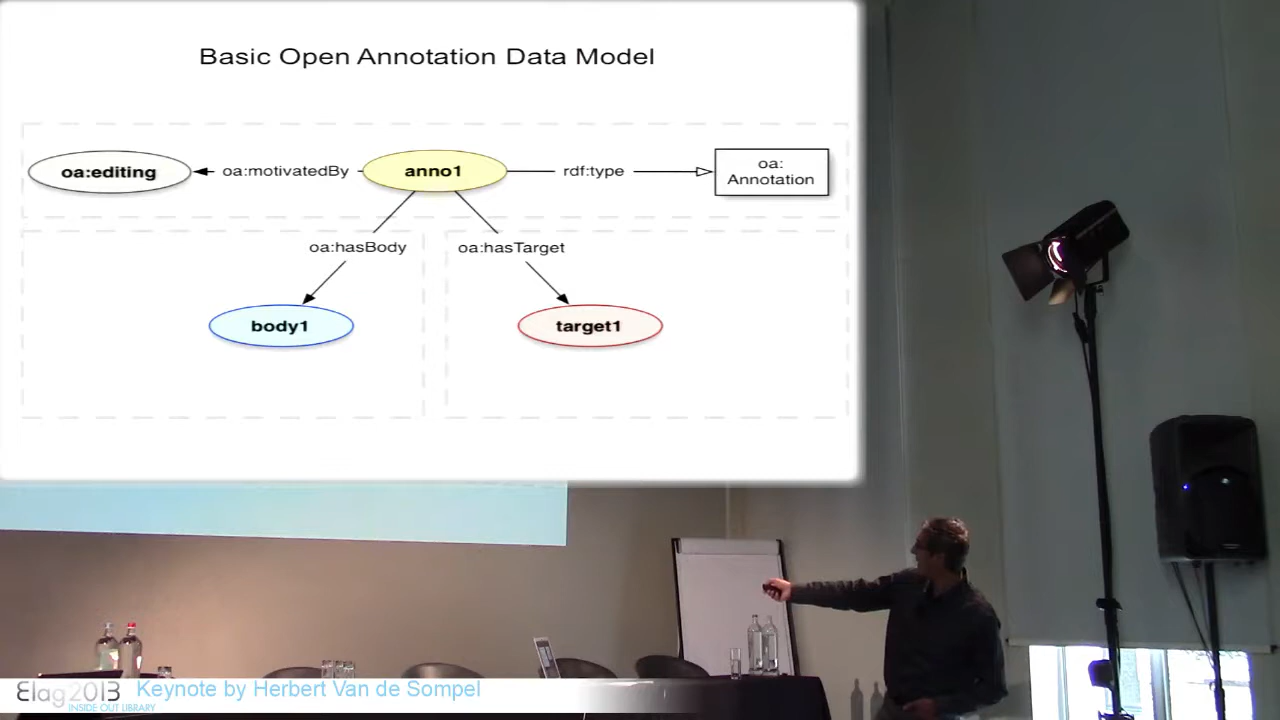 Basic Open Annotation Data Model
oa:editing
oa:motivatedBy
anno1
rdf:type
oa:
Annotation
oa:hasBody
oa:hasTarget
body1
target1
Elag2013
INSIDE OUT LIBRARY
Keynote by Herbert Van de Sompel